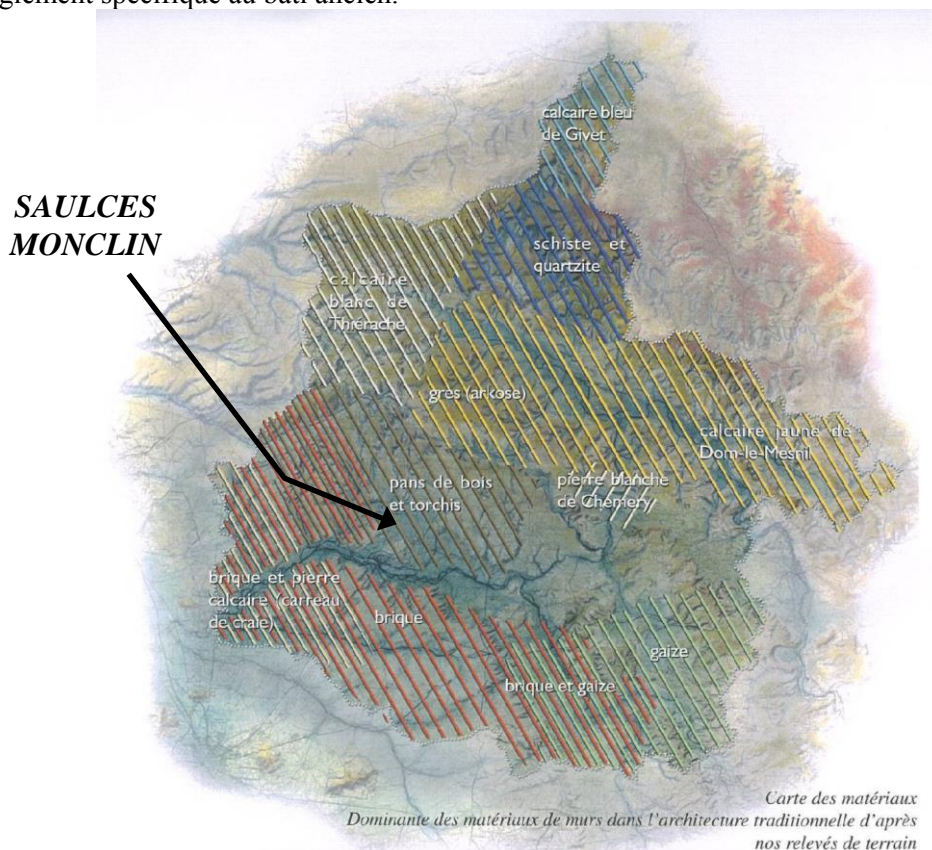 glement spécifique au bâti ancien.
calcaire bleu
de Givet
SAULCES
MONCLIN
schiste et
quartzite
calcaire
blanc de
Thiérache
grès (arkose)
calcaire jaune de
Dom-le-Mesnil
pans de bois
et torchis
pierre blanche
de Chémery
brique et pierre
calcaire (carreau
de craie)
brique
gaize
brique et gaize
Carte des matériaux
Dominante des matériaux de murs dans l'architecture traditionnelle d'après
nos relevés de terrain